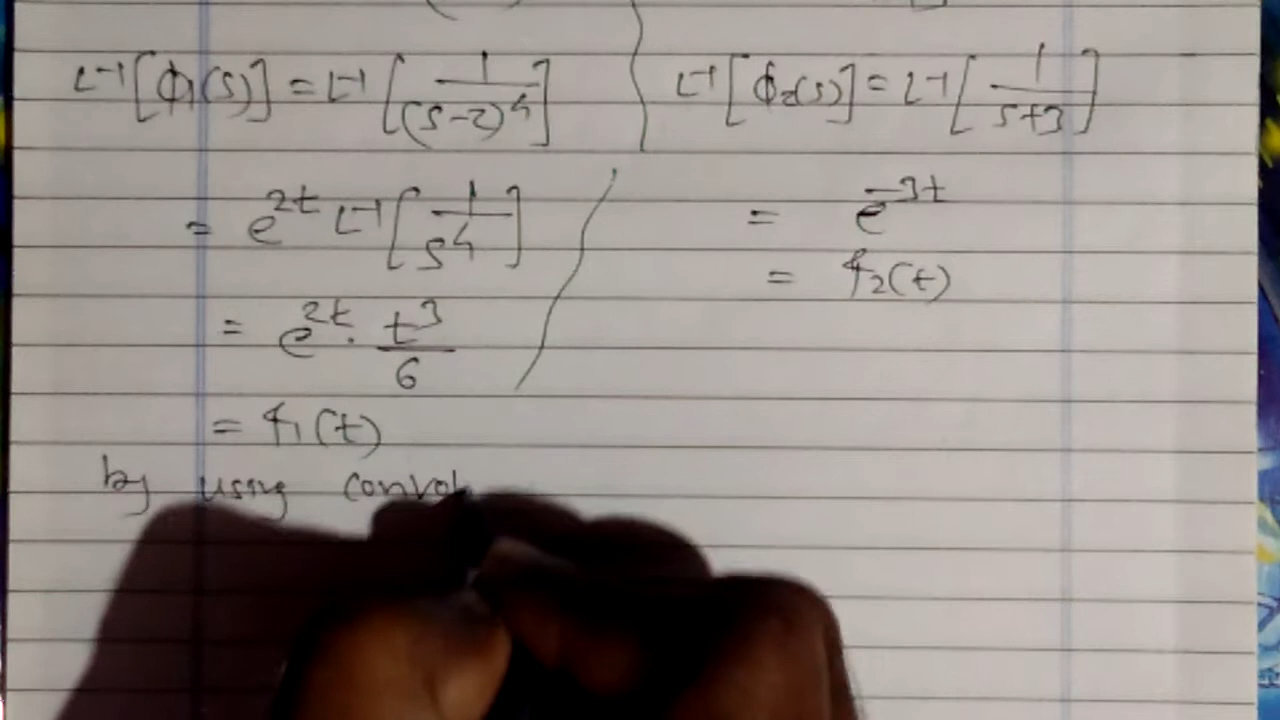 L⁻¹[ϕ₁(s)] = L⁻¹[1/(s-2)⁴]
= e^{2t} L⁻¹[1/s⁴]
= e^{2t} · t³/6
= f₁(t)
L⁻¹[ϕ₂(s)] = L⁻¹[1/s+3]
= e^{-3t}
= f₂(t)
by using convol